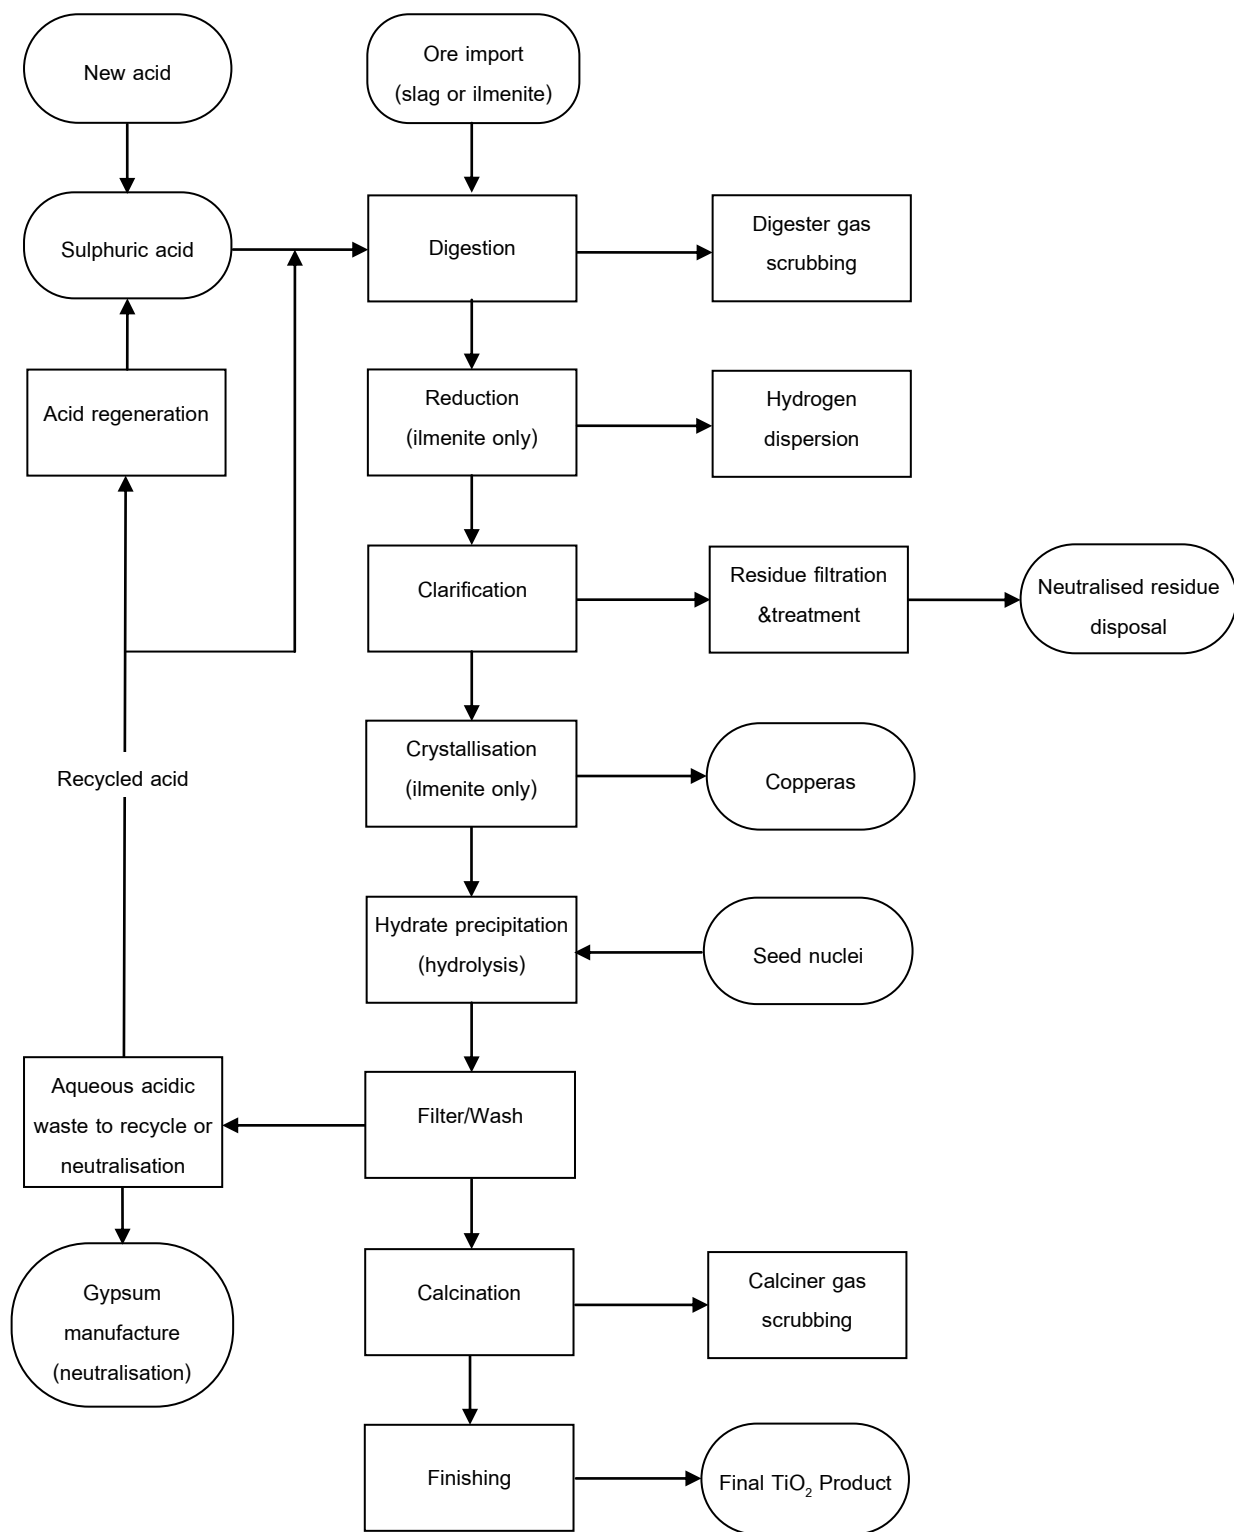 New acid
Ore import
(slag or ilmenite)
Sulphuric acid
Digestion
Digester gas
scrubbing
Acid regeneration
Reduction
(ilmenite only)
Hydrogen
dispersion
Clarification
Residue filtration
&treatment
Neutralised residue
disposal
Recycled acid
Crystallisation
(ilmenite only)
Copperas
Hydrate precipitation
(hydrolysis)
Seed nuclei
Aqueous acidic
waste to recycle or
neutralisation
Filter/Wash
Gypsum
manufacture
(neutralisation)
Calcination
Calciner gas
scrubbing
Finishing
Final TiO₂ Product